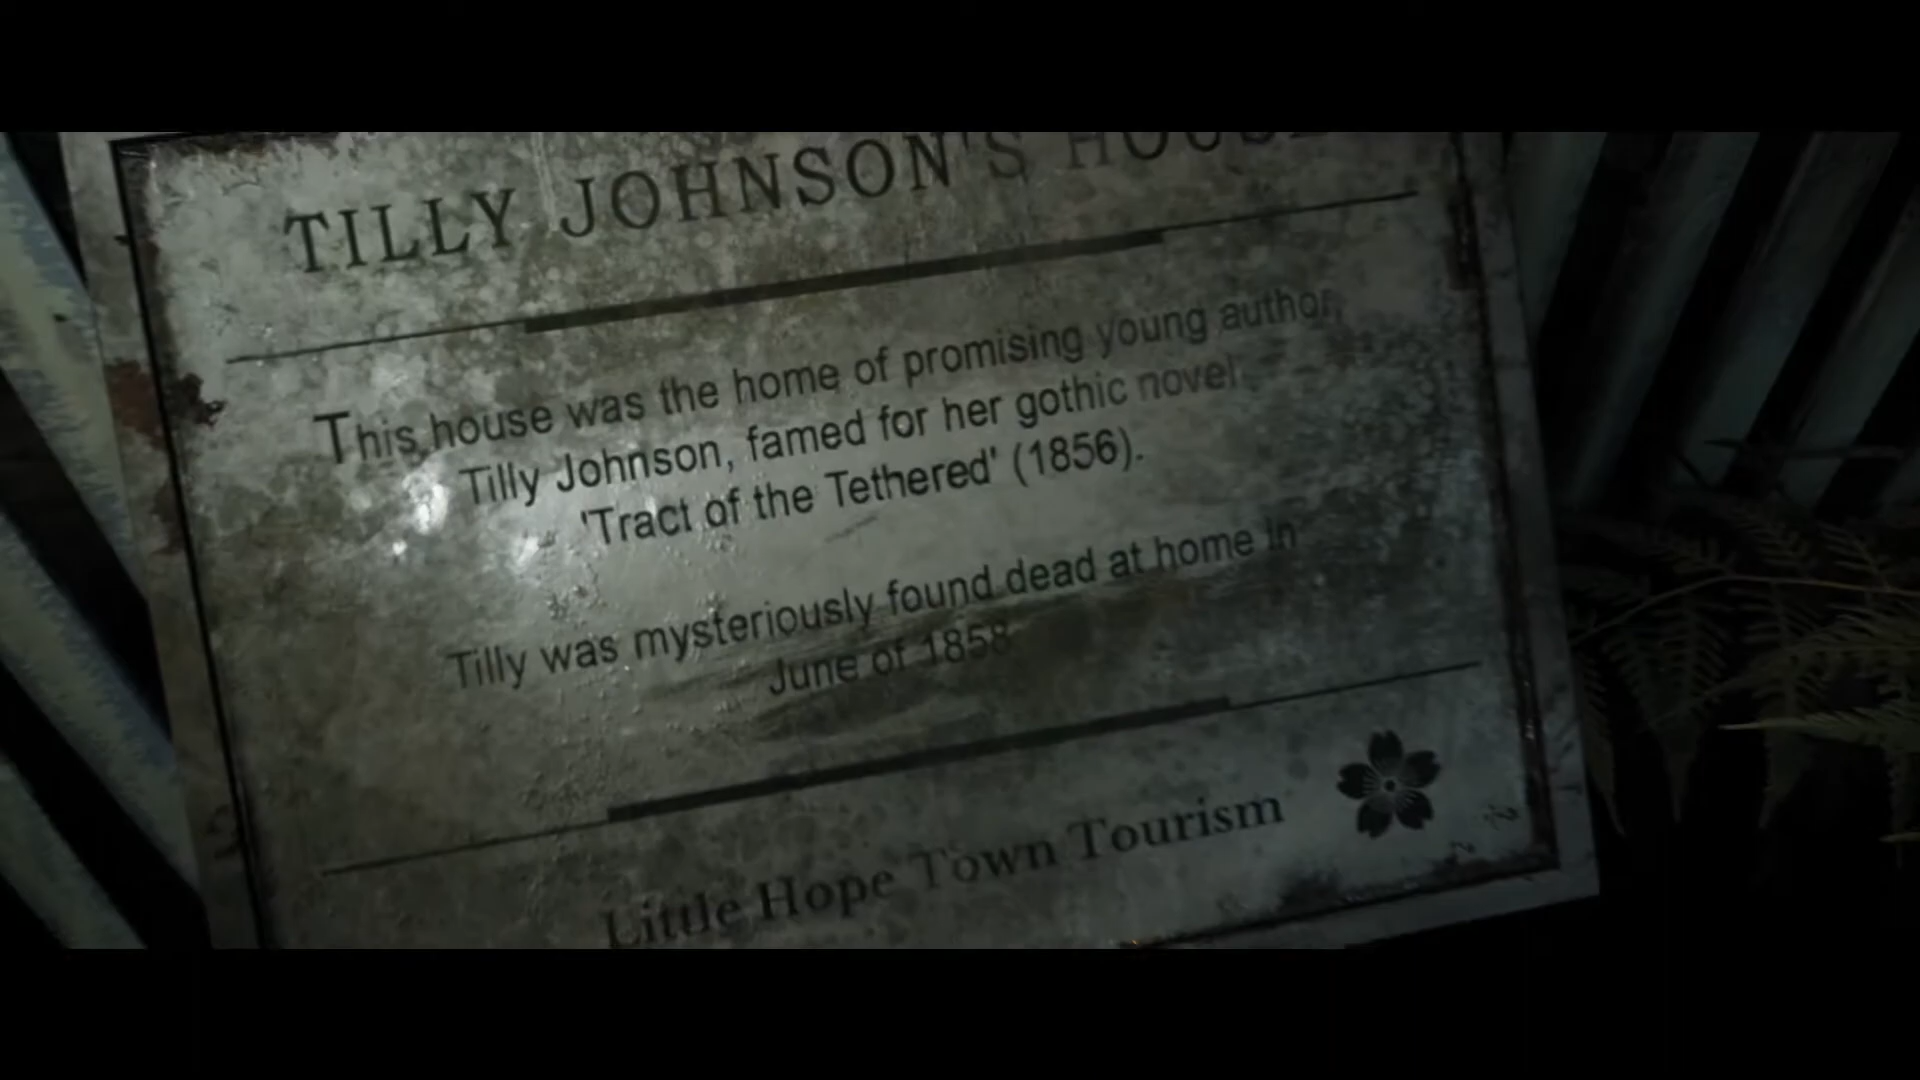 TILLY JOHNSON'S HOUSE
This house was the home of promising young author,
Tilly Johnson, famed for her gothic novel,
'Tract of the Tethered' (1856).
Tilly was mysteriously found dead at home in
June of 1858
Little Hope Town Tourism